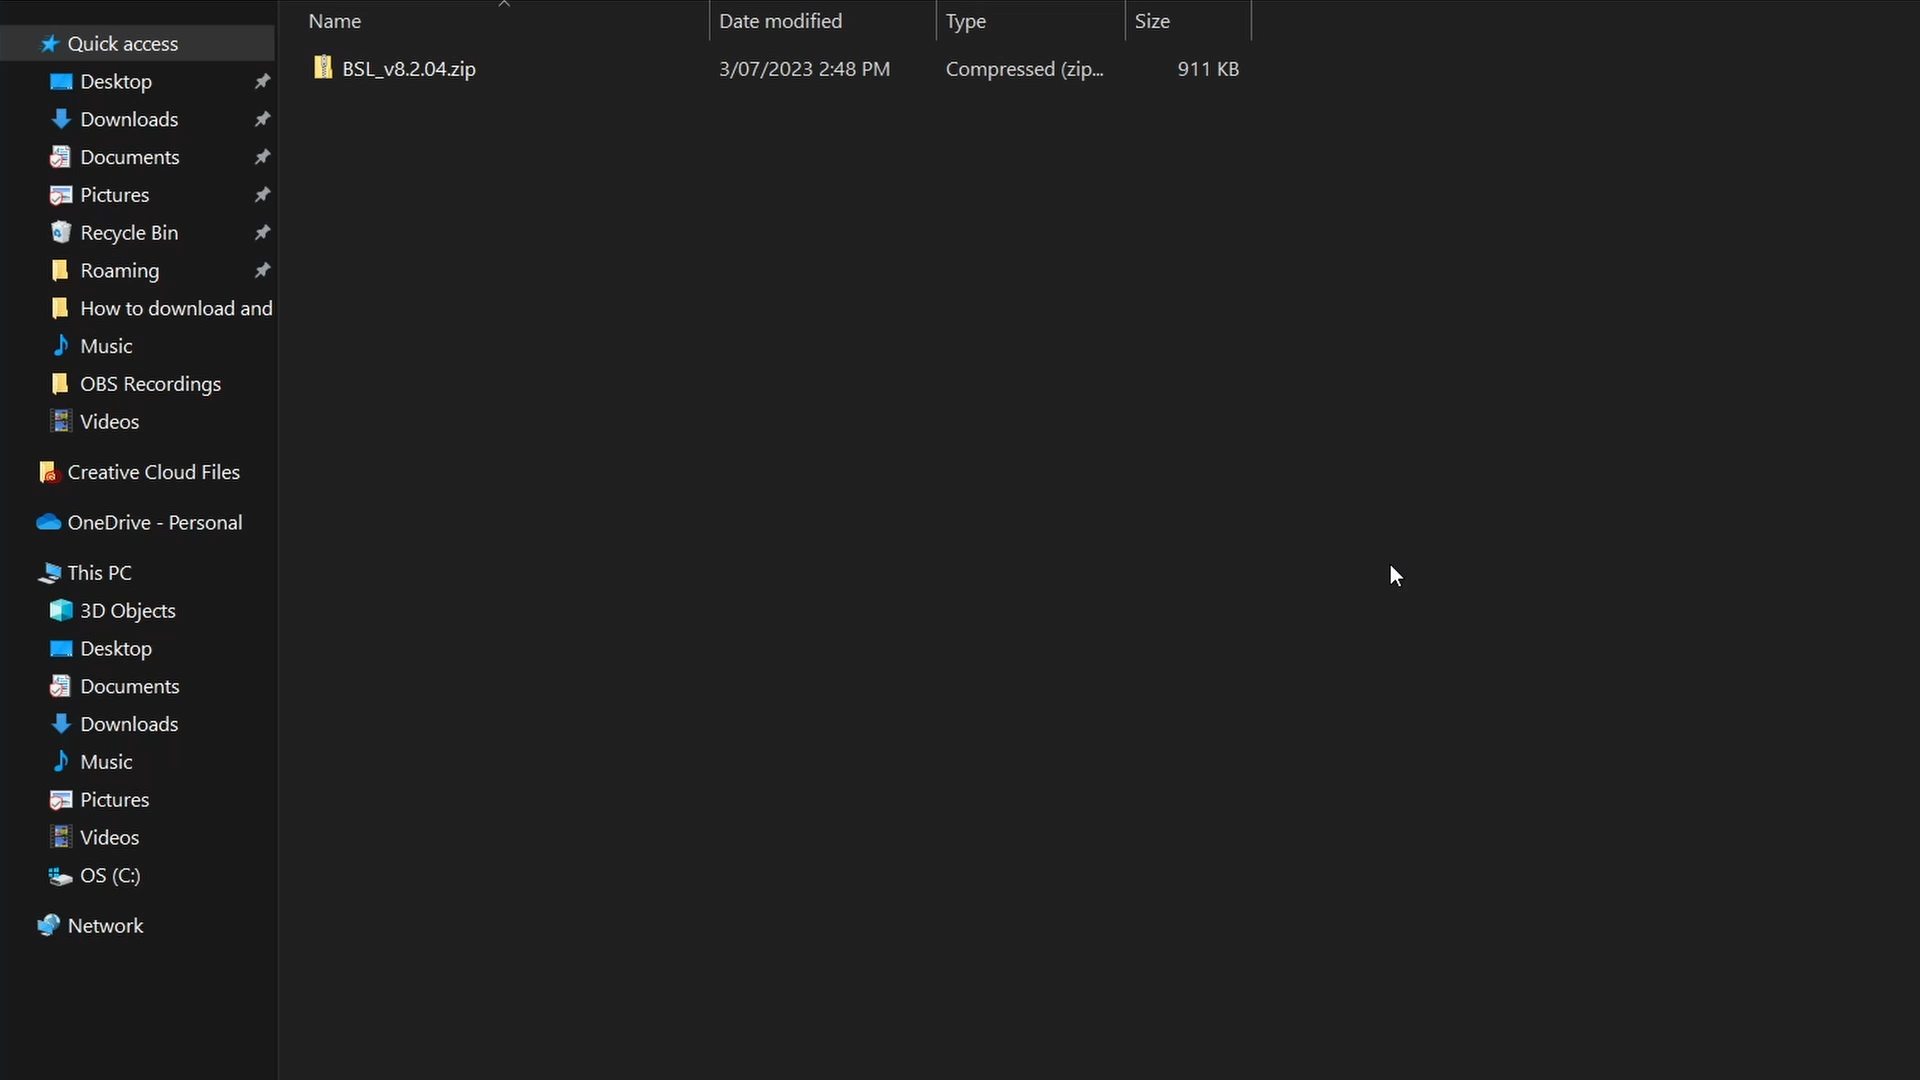 Name Date modified Type Size
BSL_v8.2.04.zip 3/07/2023 2:48 PM Compressed (zip... 911 KB
Quick access
Desktop
Downloads
Documents
Pictures
Recycle Bin
Roaming
How to download and
Music
OBS Recordings
Videos
Creative Cloud Files
OneDrive - Personal
This PC
3D Objects
Desktop
Documents
Downloads
Music
Pictures
Videos
OS (C:)
Network